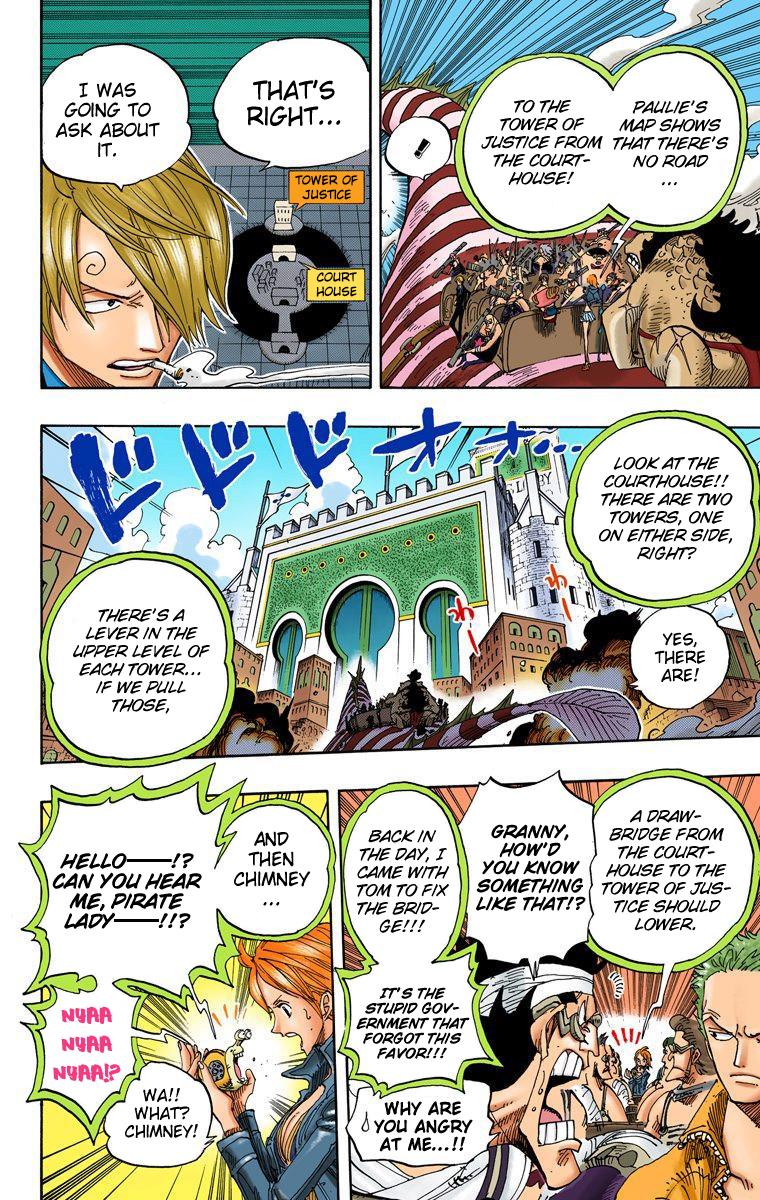 PAULIE'S
MAP SHOWS
THAT THERE'S
NO ROAD
...
TO THE
TOWER OF
JUSTICE FROM
THE COURT-
HOUSE!
!
THAT'S
RIGHT...
I WAS
GOING TO
ASK ABOUT
IT.
TOWER OF
JUSTICE
COURT
HOUSE
ドドドオオ...
LOOK AT THE
COURTHOUSE!!
THERE ARE TWO
TOWERS, ONE
ON EITHER SIDE,
RIGHT?
わー
わー
YES,
THERE
ARE!
THERE'S A
LEVER IN THE
UPPER LEVEL OF
EACH TOWER...
IF WE PULL
THOSE,
A DRAW-
BRIDGE FROM
THE COURT-
HOUSE TO THE
TOWER OF JUS-
TICE SHOULD
LOWER.
GRANNY,
HOW'D
YOU KNOW
SOMETHING
LIKE THAT!?
BACK IN
THE DAY, I
CAME WITH
TOM TO FIX
THE BRID-
GE!!!
IT'S THE
STUPID GOV-
ERNMENT THAT
FORGOT THIS
FAVOR!!!
WHY ARE
YOU ANGRY
AT ME...!!
AND
THEN
CHIMNEY
...
HELLO——!?
CAN YOU HEAR
ME, PIRATE
LADY——!!?
NYAA
NYAA
NYAA!?
WA!!
WHAT?
CHIMNEY!